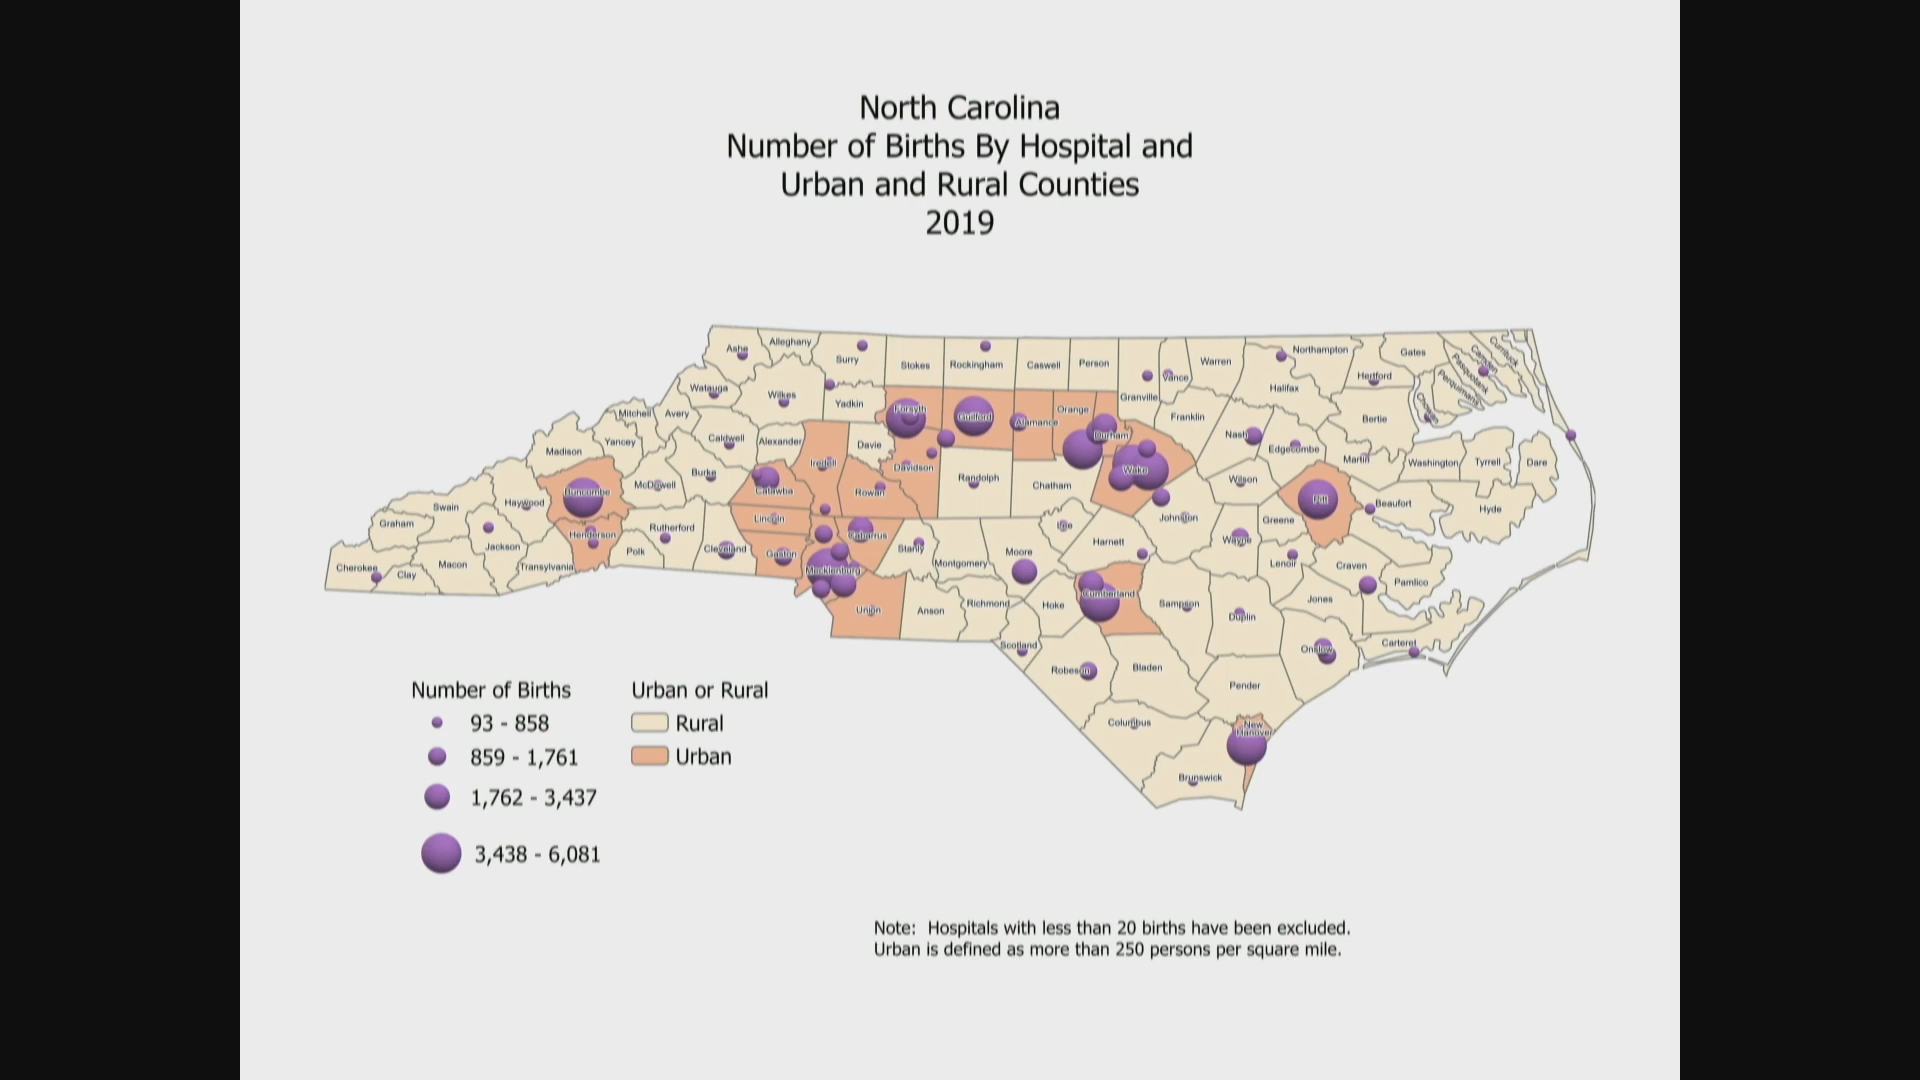 North Carolina
Number of Births By Hospital and
Urban and Rural Counties
2019
Ashe
Alleghany
Surry
Stokes
Rockingham
Caswell
Person
Vance
Warren
Northampton
Gates
Camden
Currituck
Pasquotank
Perquimans
Chowan
Watauga
Wilkes
Yadkin
Forsyth
Guilford
Alamance
Orange
Durham
Granville
Franklin
Halifax
Hertford
Bertie
Mitchell
Avery
Yancey
Madison
Caldwell
Alexander
Davie
Iredell
Davidson
Randolph
Chatham
Wake
Nash
Edgecombe
Martin
Washington
Tyrrell
Dare
Buncombe
McDowell
Burke
Catawba
Rowan
Wilson
Pitt
Beaufort
Hyde
Swain
Haywood
Graham
Jackson
Henderson
Rutherford
Lincoln
Cabarrus
Lee
Johnston
Greene
Wayne
Cherokee
Clay
Macon
Transylvania
Polk
Cleveland
Gaston
Mecklenburg
Stanly
Montgomery
Moore
Harnett
Lenoir
Craven
Pamlico
Union
Anson
Richmond
Hoke
Cumberland
Sampson
Duplin
Jones
Scotland
Robeson
Bladen
Onslow
Carteret
Pender
Columbus
New
Hanover
Brunswick
Number of Births
93 - 858
859 - 1,761
1,762 - 3,437
3,438 - 6,081
Urban or Rural
Rural
Urban
Note: Hospitals with less than 20 births have been excluded.
Urban is defined as more than 250 persons per square mile.